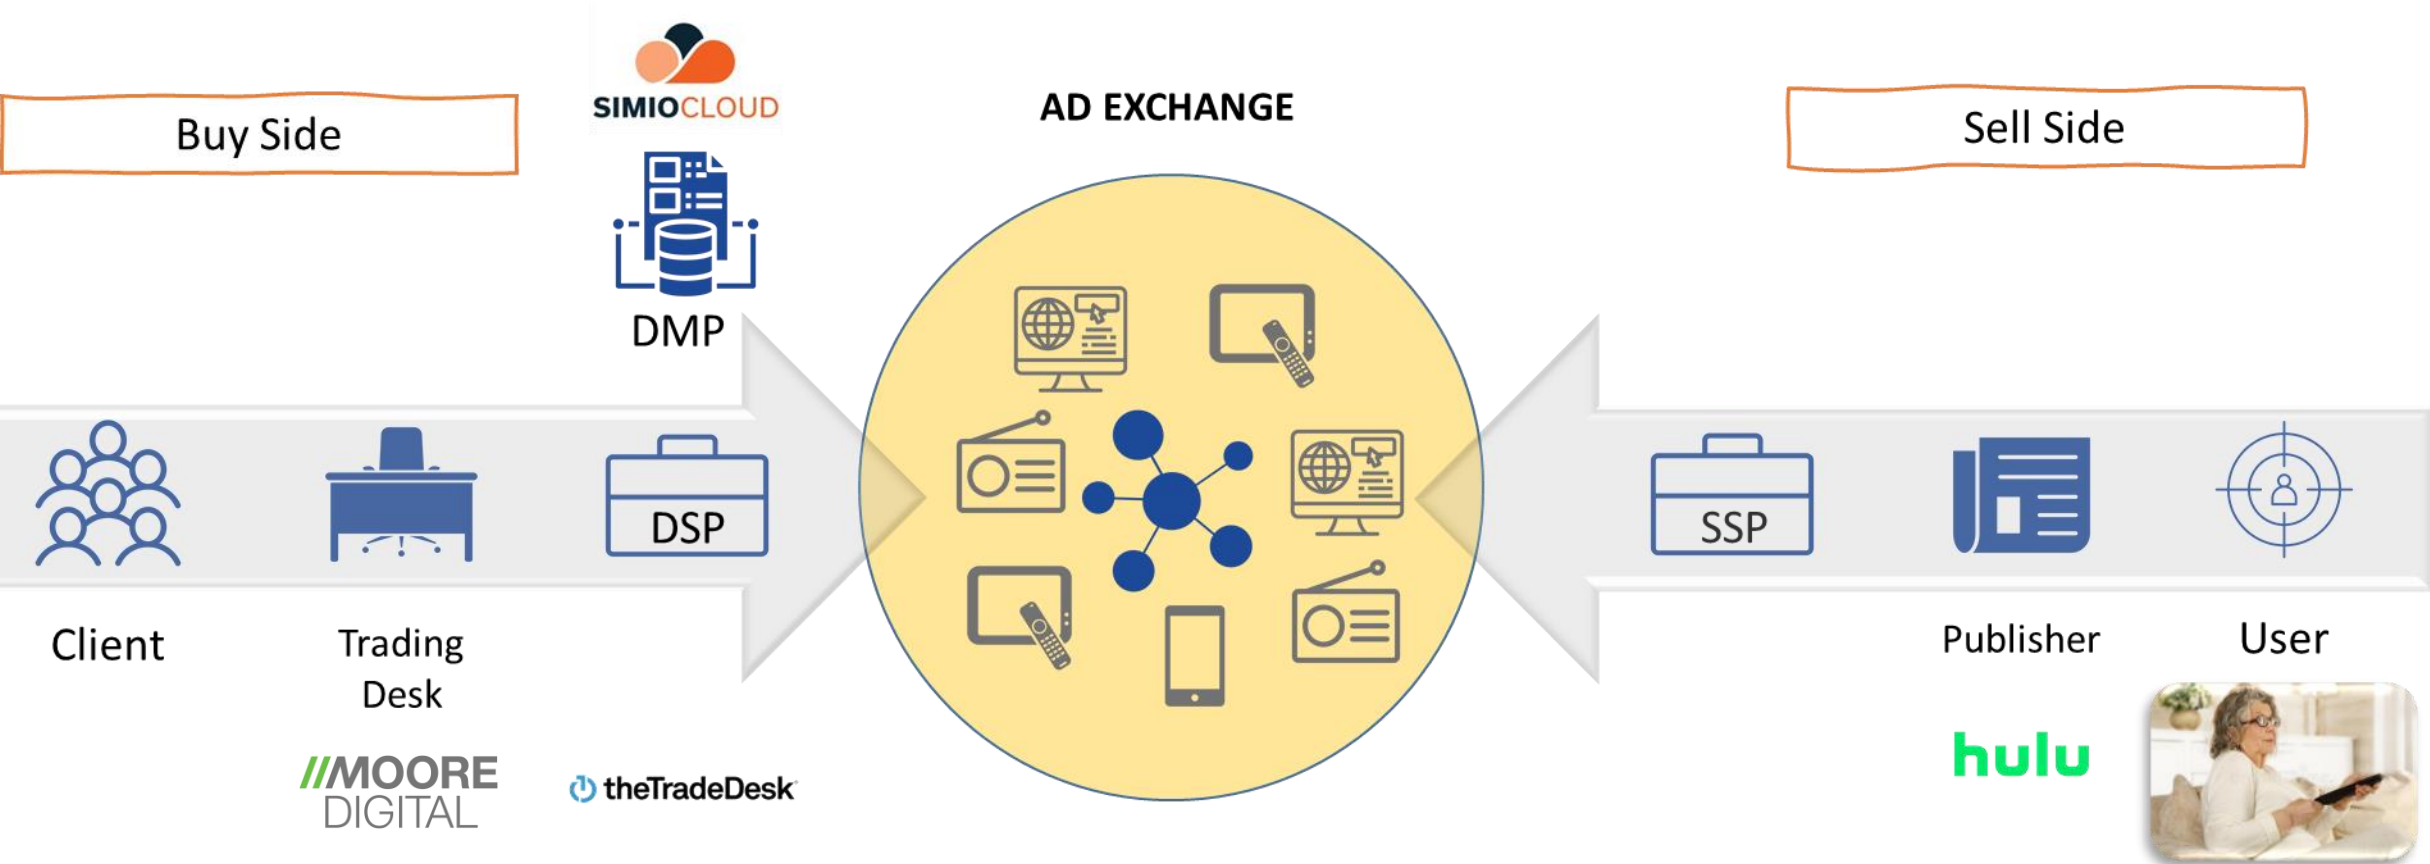 SIMIOCLOUD
AD EXCHANGE
Buy Side
Sell Side
DMP
DSP
SSP
Client
Trading
Desk
Publisher
User
//MOORE
DIGITAL
theTradeDesk
hulu